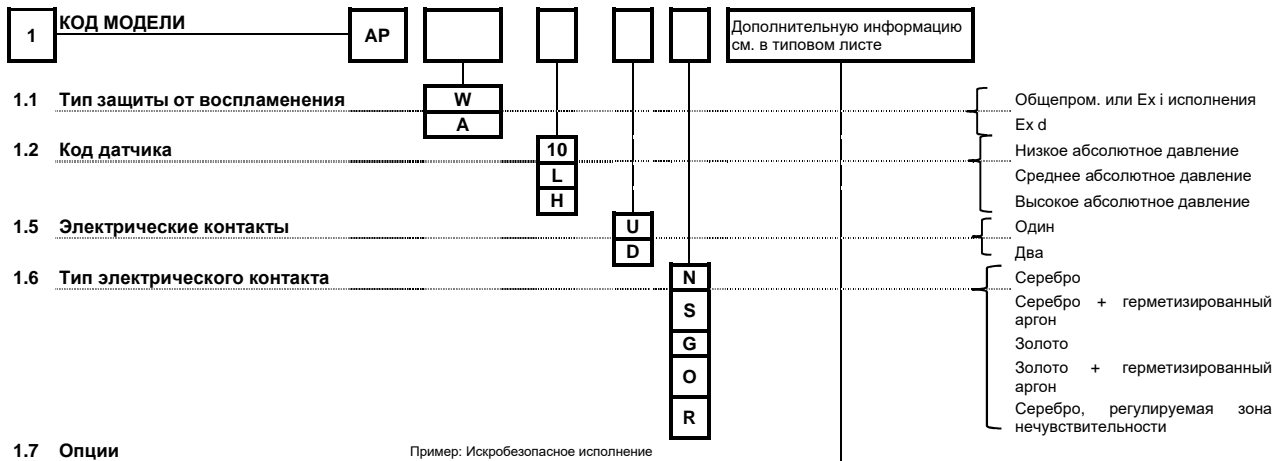 1 КОД МОДЕЛИ AP Дополнительную информацию
см. в типовом листе
1.1 Тип защиты от воспламенения W Общепром. или Ex i исполнения
A Ex d
1.2 Код датчика 10 Низкое абсолютное давление
L Среднее абсолютное давление
H Высокое абсолютное давление
1.5 Электрические контакты U Один
D Два
1.6 Тип электрического контакта N Серебро
S Серебро + герметизированный
аргон
G Золото
O Золото + герметизированный
аргон
R Серебро, регулируемая зона
нечувствительности
1.7 Опции Пример: Искробезопасное исполнение